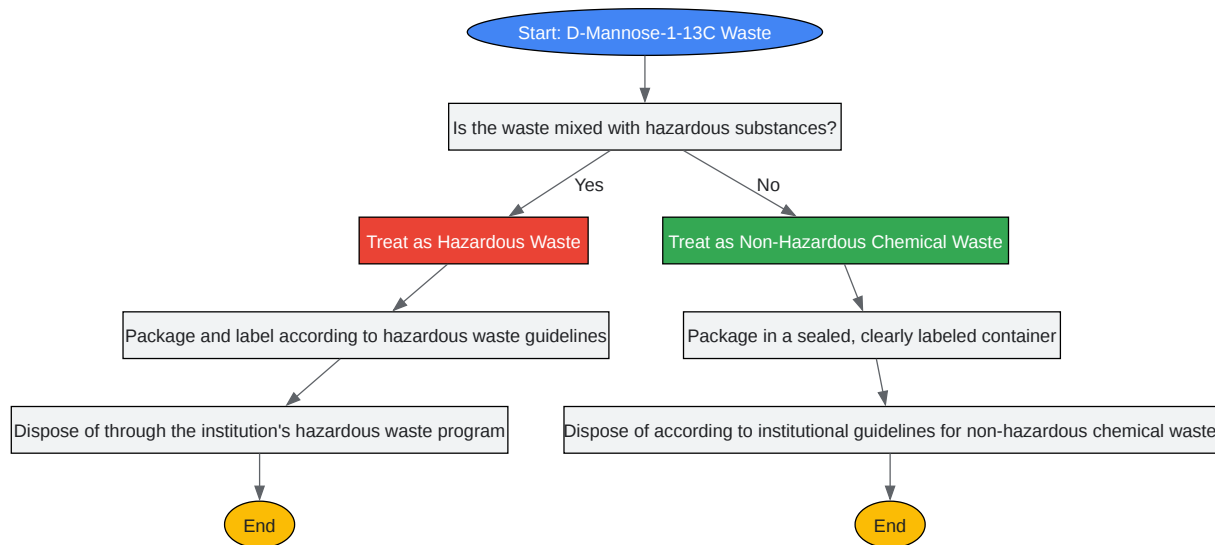 Start: D-Mannose-1-13C Waste
Is the waste mixed with hazardous substances?
Yes
No
Treat as Hazardous Waste
Treat as Non-Hazardous Chemical Waste
Package and label according to hazardous waste guidelines
Package in a sealed, clearly labeled container
Dispose of through the institution's hazardous waste program
Dispose of according to institutional guidelines for non-hazardous chemical waste
End
End